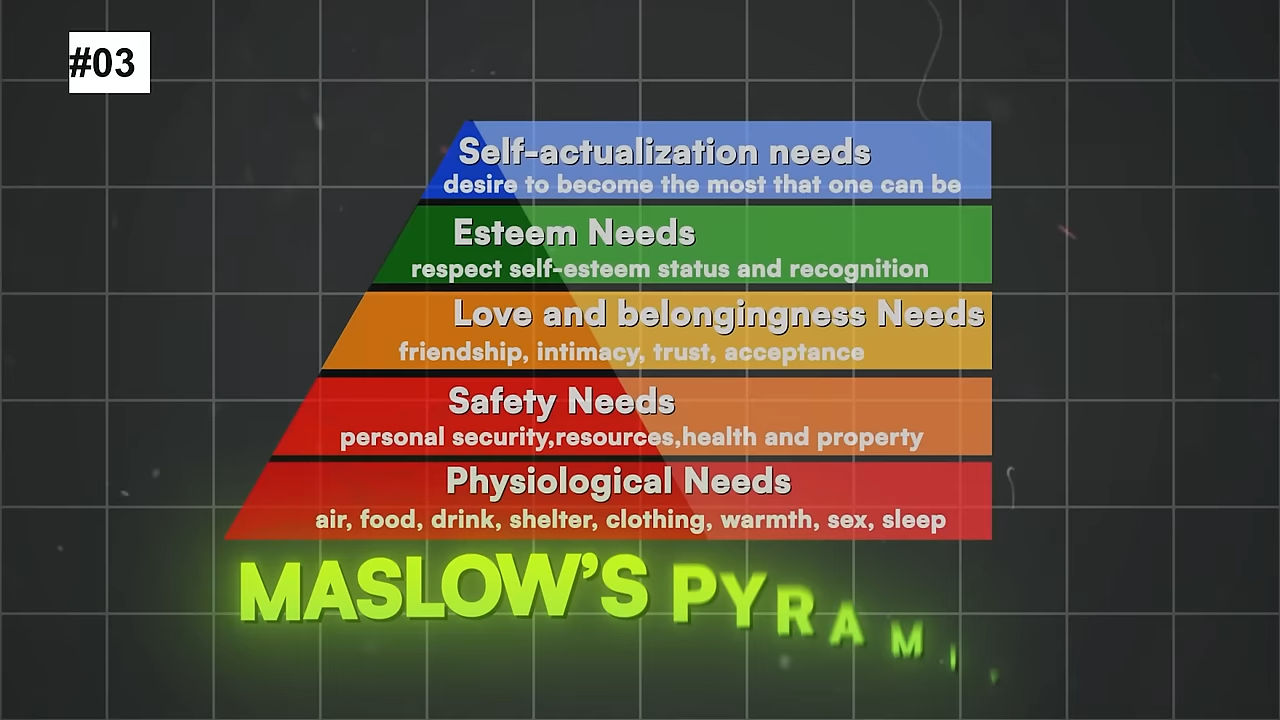 #03
Self-actualization needs
desire to become the most that one can be
Esteem Needs
respect self-esteem status and recognition
Love and belongingness Needs
friendship, intimacy, trust, acceptance
Safety Needs
personal security,resources,health and property
Physiological Needs
air, food, drink, shelter, clothing, warmth, sex, sleep
MASLOW'S PYRAMI